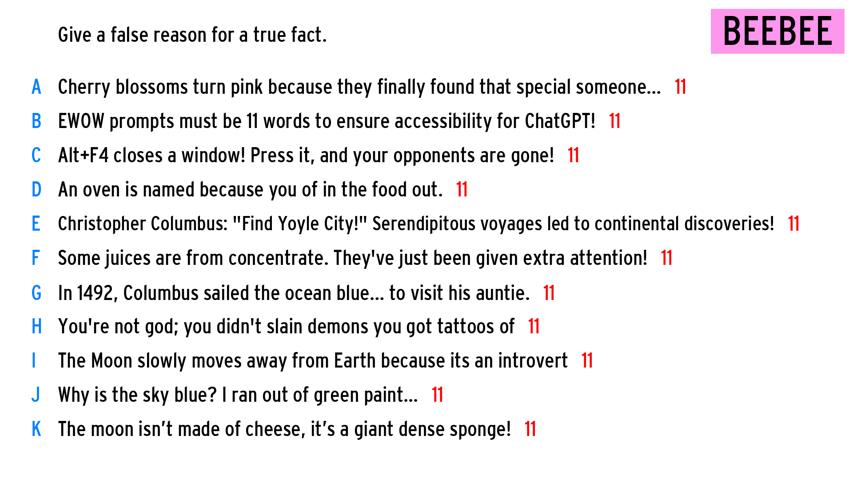 Give a false reason for a true fact.
BEEBEE
A Cherry blossoms turn pink because they finally found that special someone... 11
B EWOW prompts must be 11 words to ensure accessibility for ChatGPT! 11
C Alt+F4 closes a window! Press it, and your opponents are gone! 11
D An oven is named because you of in the food out. 11
E Christopher Columbus: "Find Yoyle City!" Serendipitous voyages led to continental discoveries! 11
F Some juices are from concentrate. They've just been given extra attention! 11
G In 1492, Columbus sailed the ocean blue... to visit his auntie. 11
H You're not god; you didn't slain demons you got tattoos of 11
I The Moon slowly moves away from Earth because its an introvert 11
J Why is the sky blue? I ran out of green paint... 11
K The moon isn’t made of cheese, it’s a giant dense sponge! 11